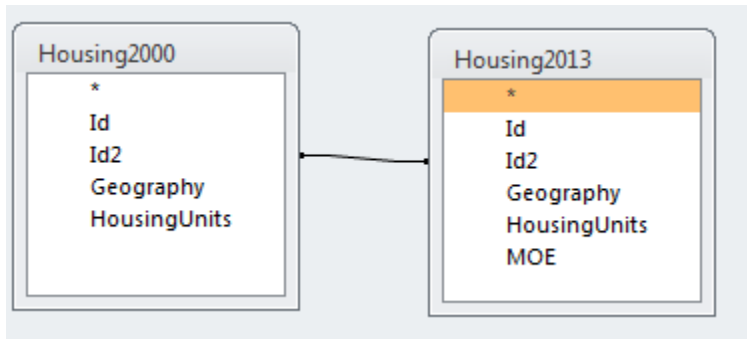 Housing2000
*
Id
Id2
Geography
HousingUnits
Housing2013
*
Id
Id2
Geography
HousingUnits
MOE